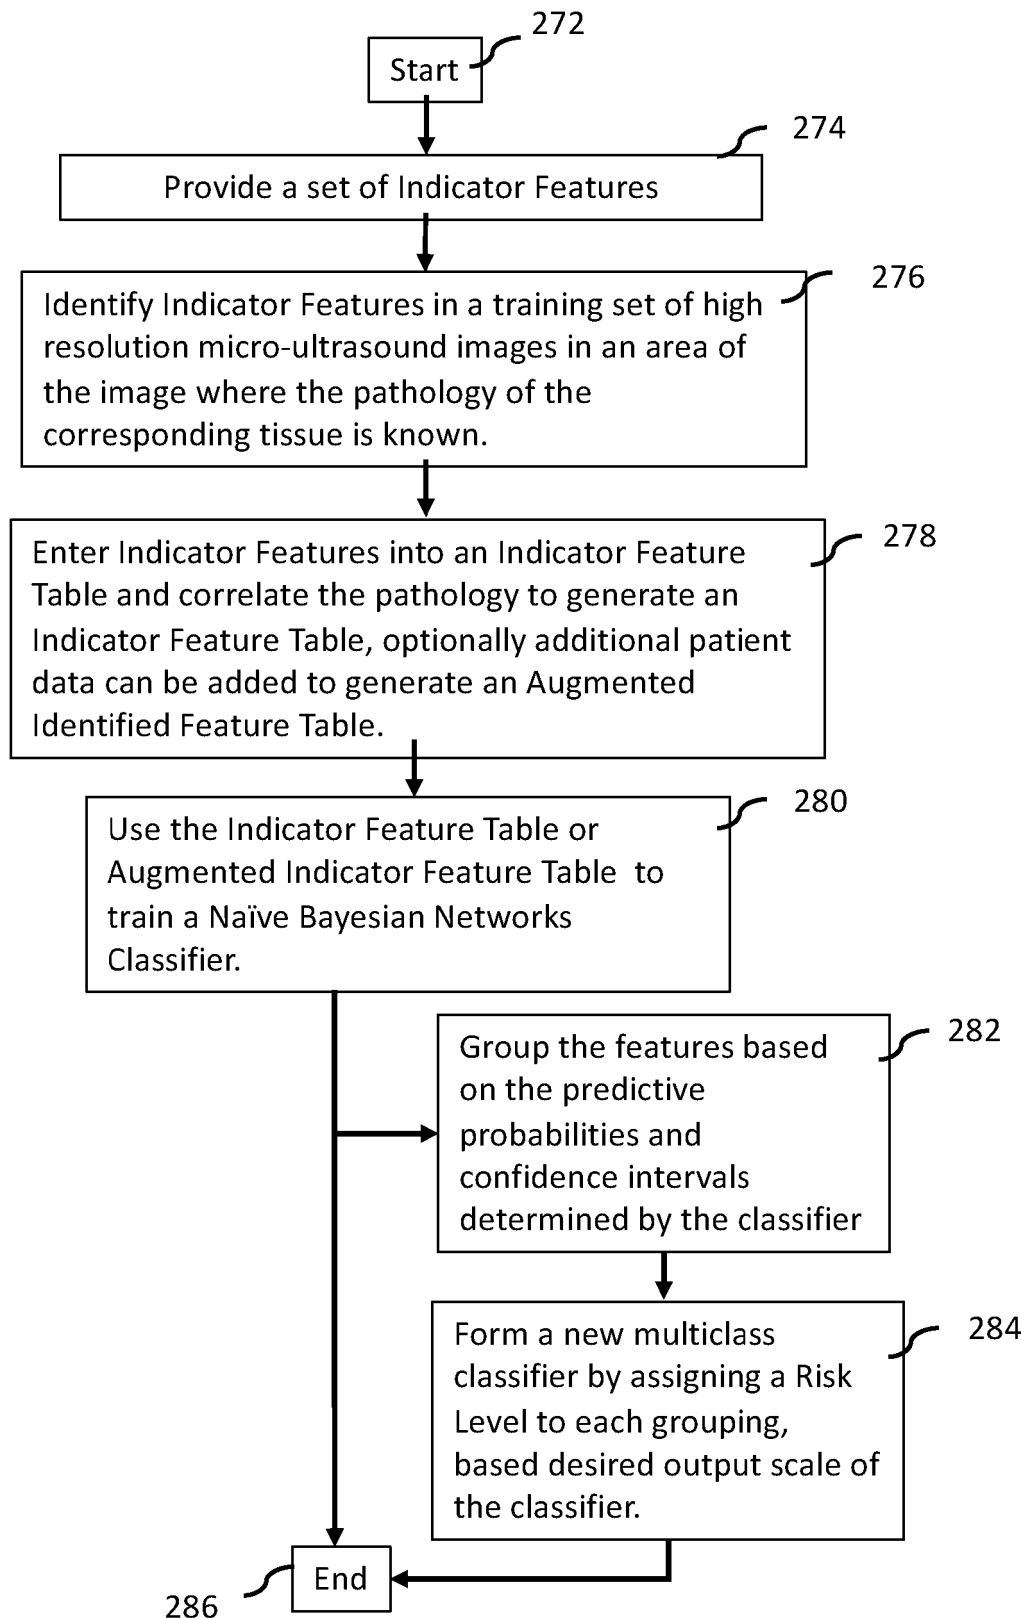 272
Start
274
Provide a set of Indicator Features
276
Identify Indicator Features in a training set of high
resolution micro-ultrasound images in an area of
the image where the pathology of the
corresponding tissue is known.
278
Enter Indicator Features into an Indicator Feature
Table and correlate the pathology to generate an
Indicator Feature Table, optionally additional patient
data can be added to generate an Augmented
Identified Feature Table.
280
Use the Indicator Feature Table or
Augmented Indicator Feature Table to
train a Naïve Bayesian Networks
Classifier.
282
Group the features based
on the predictive
probabilities and
confidence intervals
determined by the classifier
284
Form a new multiclass
classifier by assigning a Risk
Level to each grouping,
based desired output scale of
the classifier.
End
286